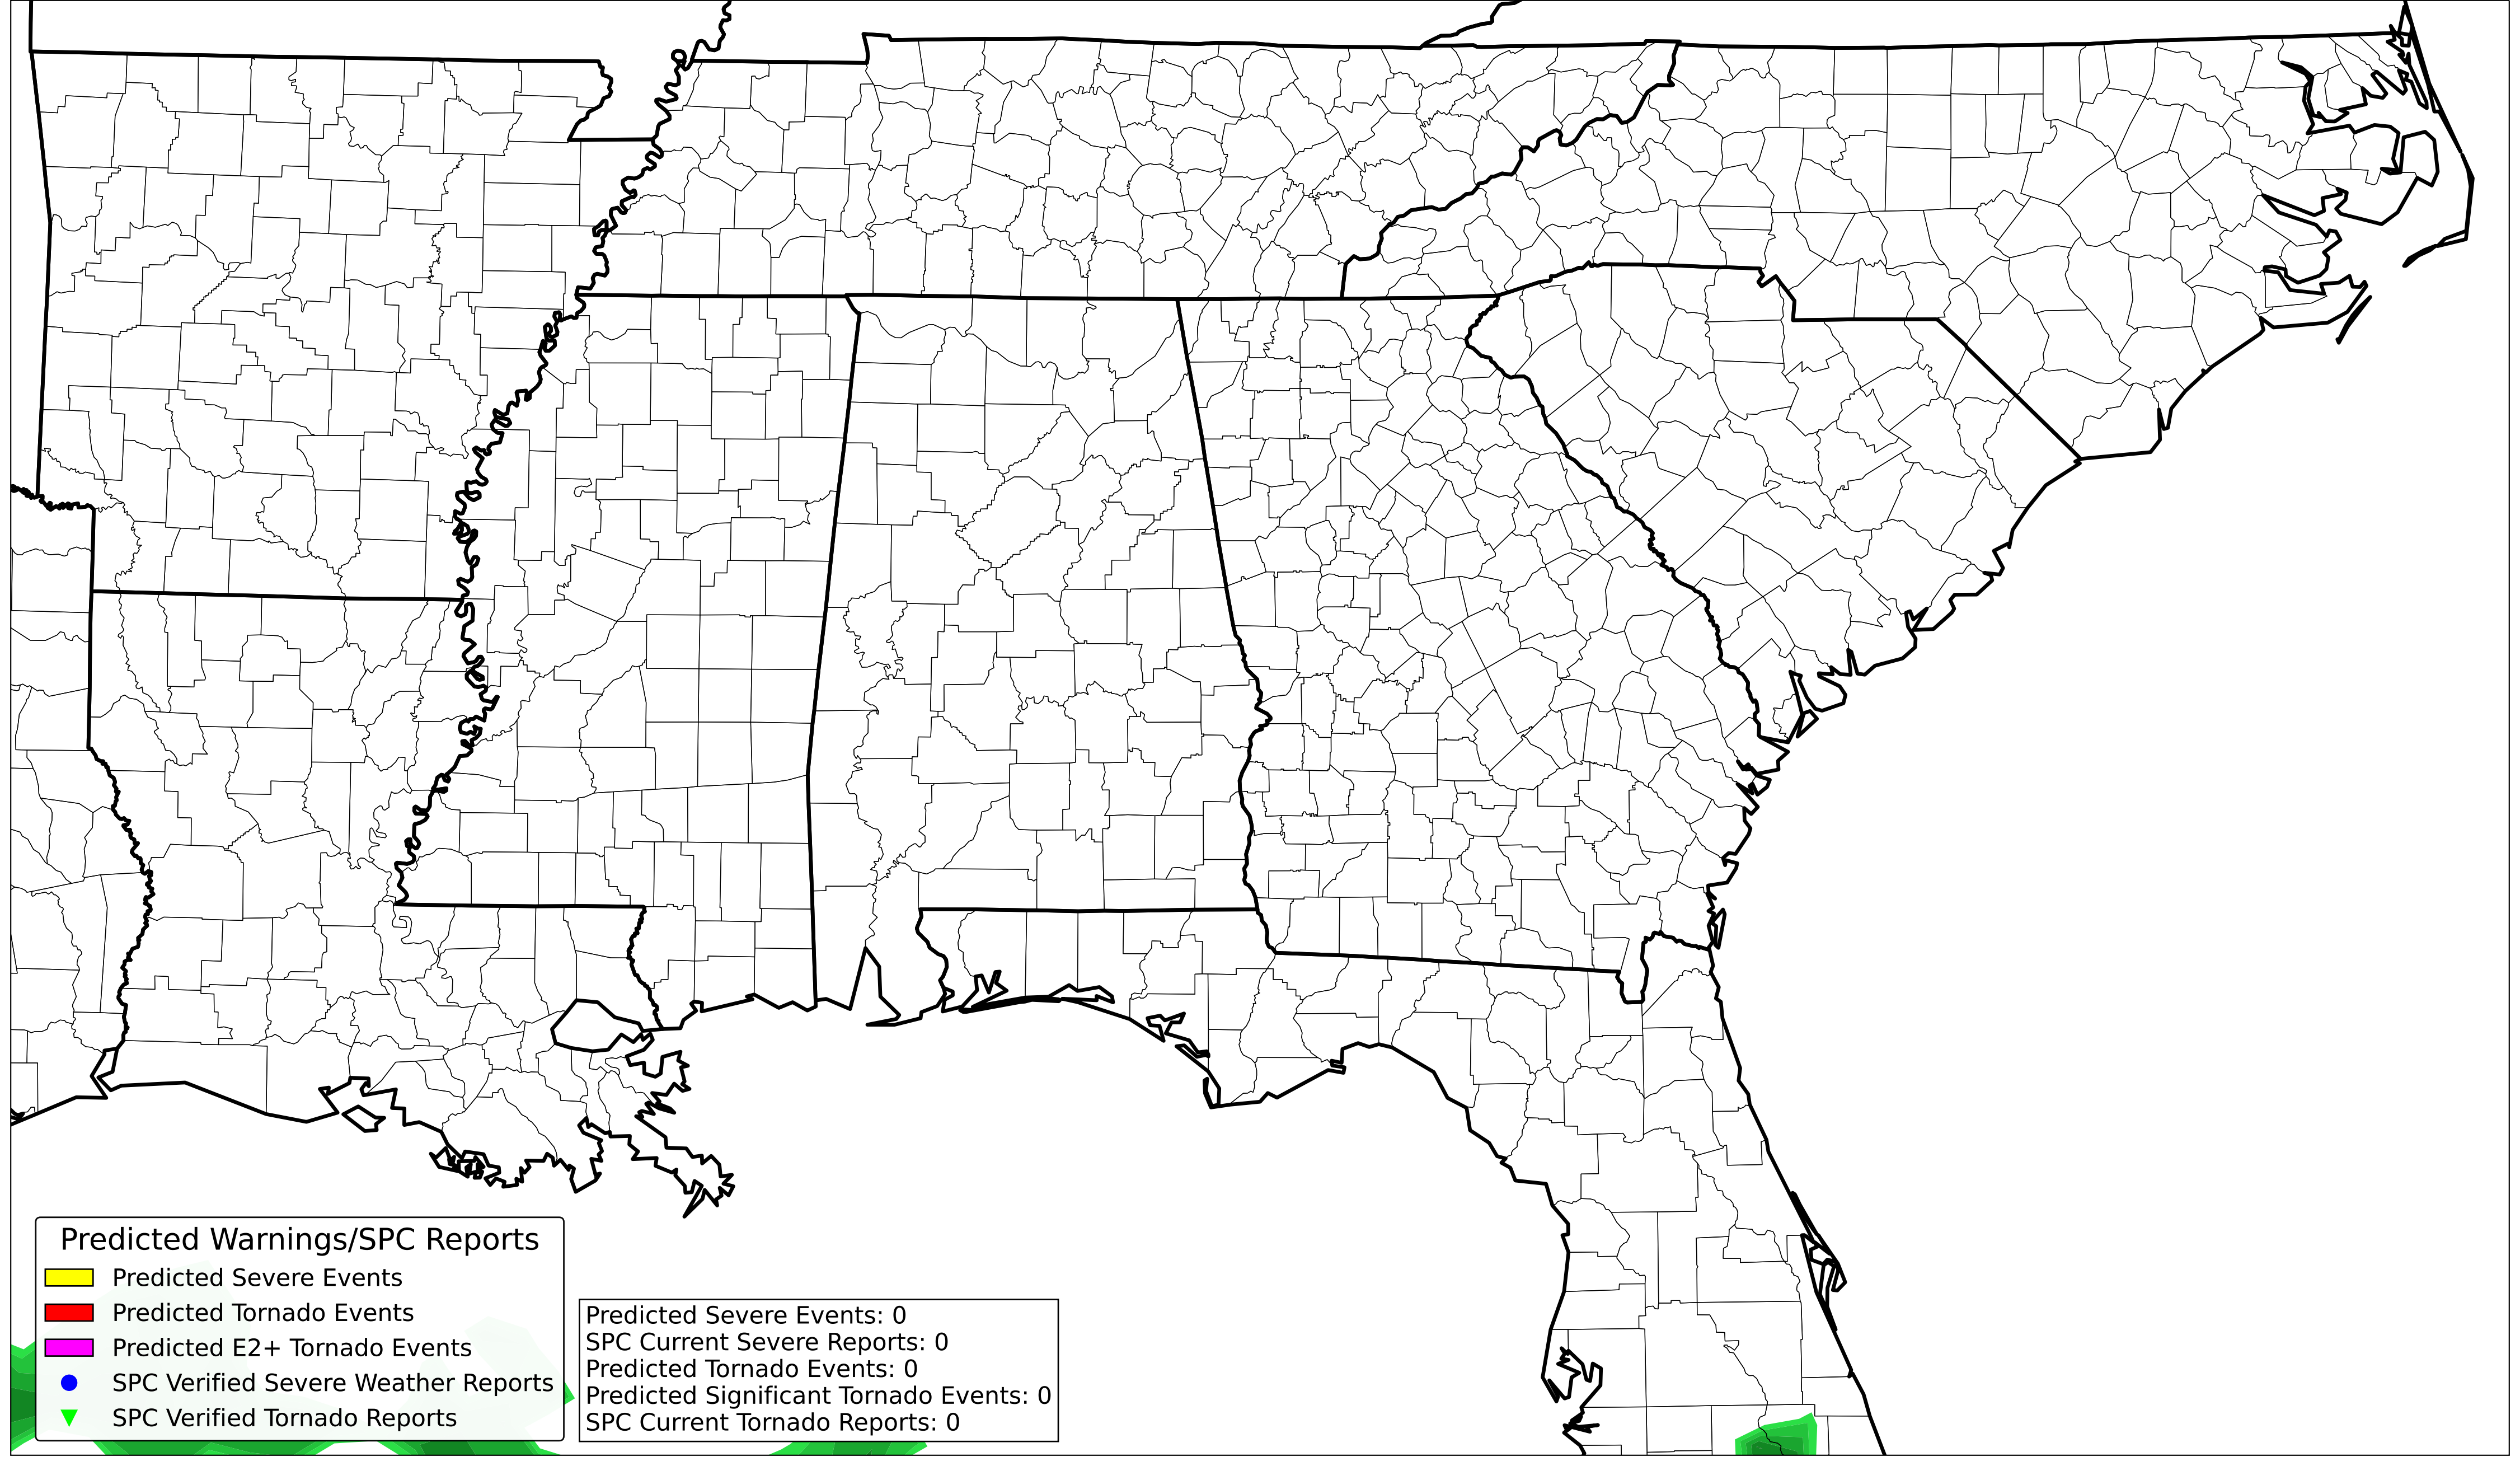 Predicted Warnings/SPC Reports
Predicted Severe Events
Predicted Tornado Events
Predicted E2+ Tornado Events
SPC Verified Severe Weather Reports
SPC Verified Tornado Reports
Predicted Severe Events: 0
SPC Current Severe Reports: 0
Predicted Tornado Events: 0
Predicted Significant Tornado Events: 0
SPC Current Tornado Reports: 0